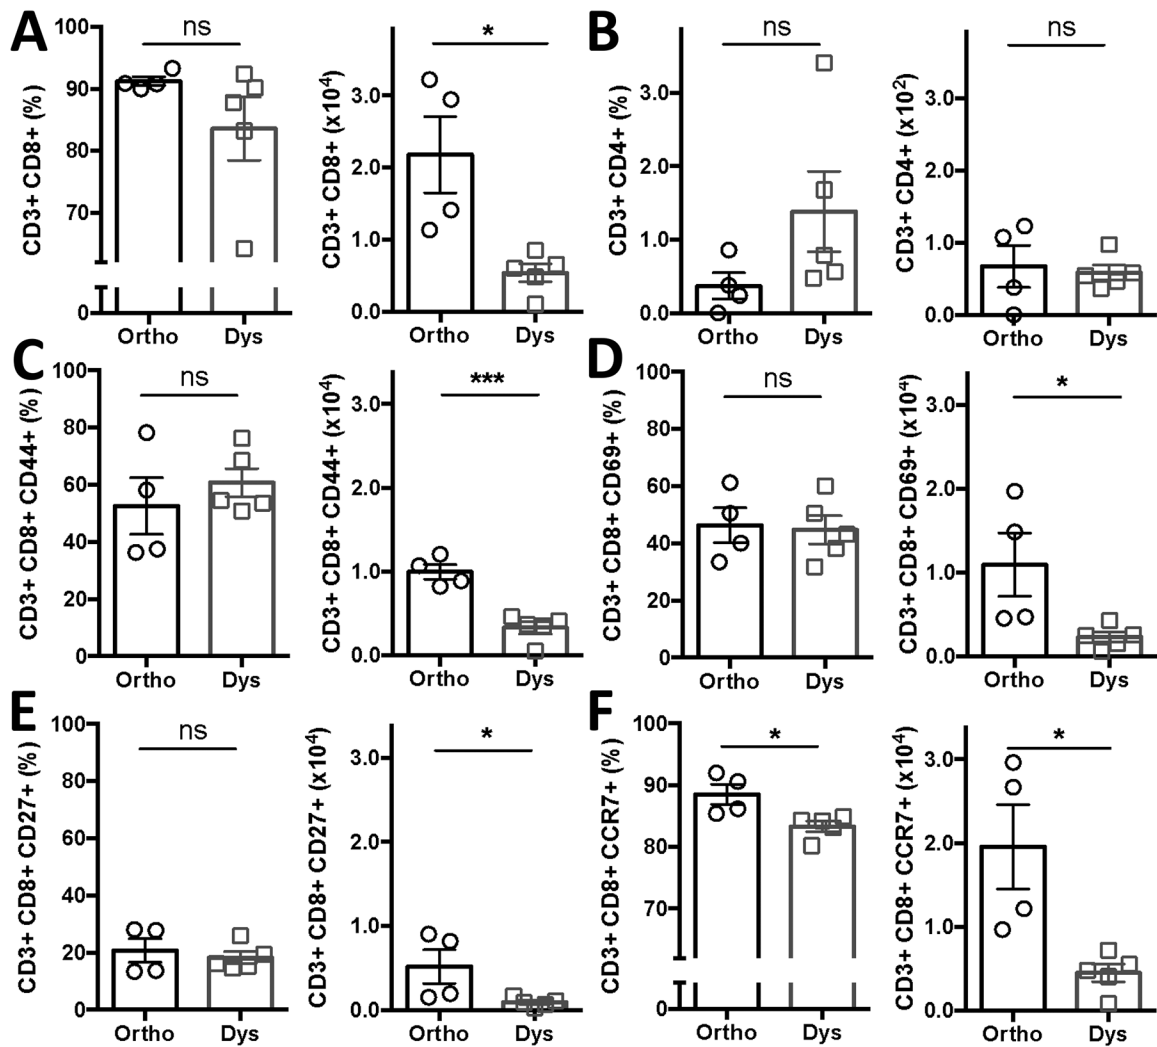 A
CD3+ CD8+ (%)
100
90
80
70
0
ns
Ortho
Dys
CD3+ CD8+ (x10⁴)
3.0
2.0
1.0
0.0
*
Ortho
Dys
B
CD3+ CD4+ (%)
3.0
2.0
1.0
0.0
ns
Ortho
Dys
CD3+ CD4+ (x10²)
3.0
2.0
1.0
0.0
ns
Ortho
Dys
C
CD3+ CD8+ CD44+ (%)
100
80
60
40
20
0
ns
Ortho
Dys
CD3+ CD8+ CD44+ (x10⁴)
3.0
2.0
1.0
0.0
***
Ortho
Dys
D
CD3+ CD8+ CD69+ (%)
100
80
60
40
20
0
ns
Ortho
Dys
CD3+ CD8+ CD69+ (x10⁴)
3.0
2.0
1.0
0.0
*
Ortho
Dys
E
CD3+ CD8+ CD27+ (%)
100
80
60
40
20
0
ns
Ortho
Dys
CD3+ CD8+ CD27+ (x10⁴)
3.0
2.0
1.0
0.0
*
Ortho
Dys
F
CD3+ CD8+ CCR7+ (%)
100
90
80
70
0
*
Ortho
Dys
CD3+ CD8+ CCR7+ (x10⁴)
3.0
2.0
1.0
0.0
*
Ortho
Dys